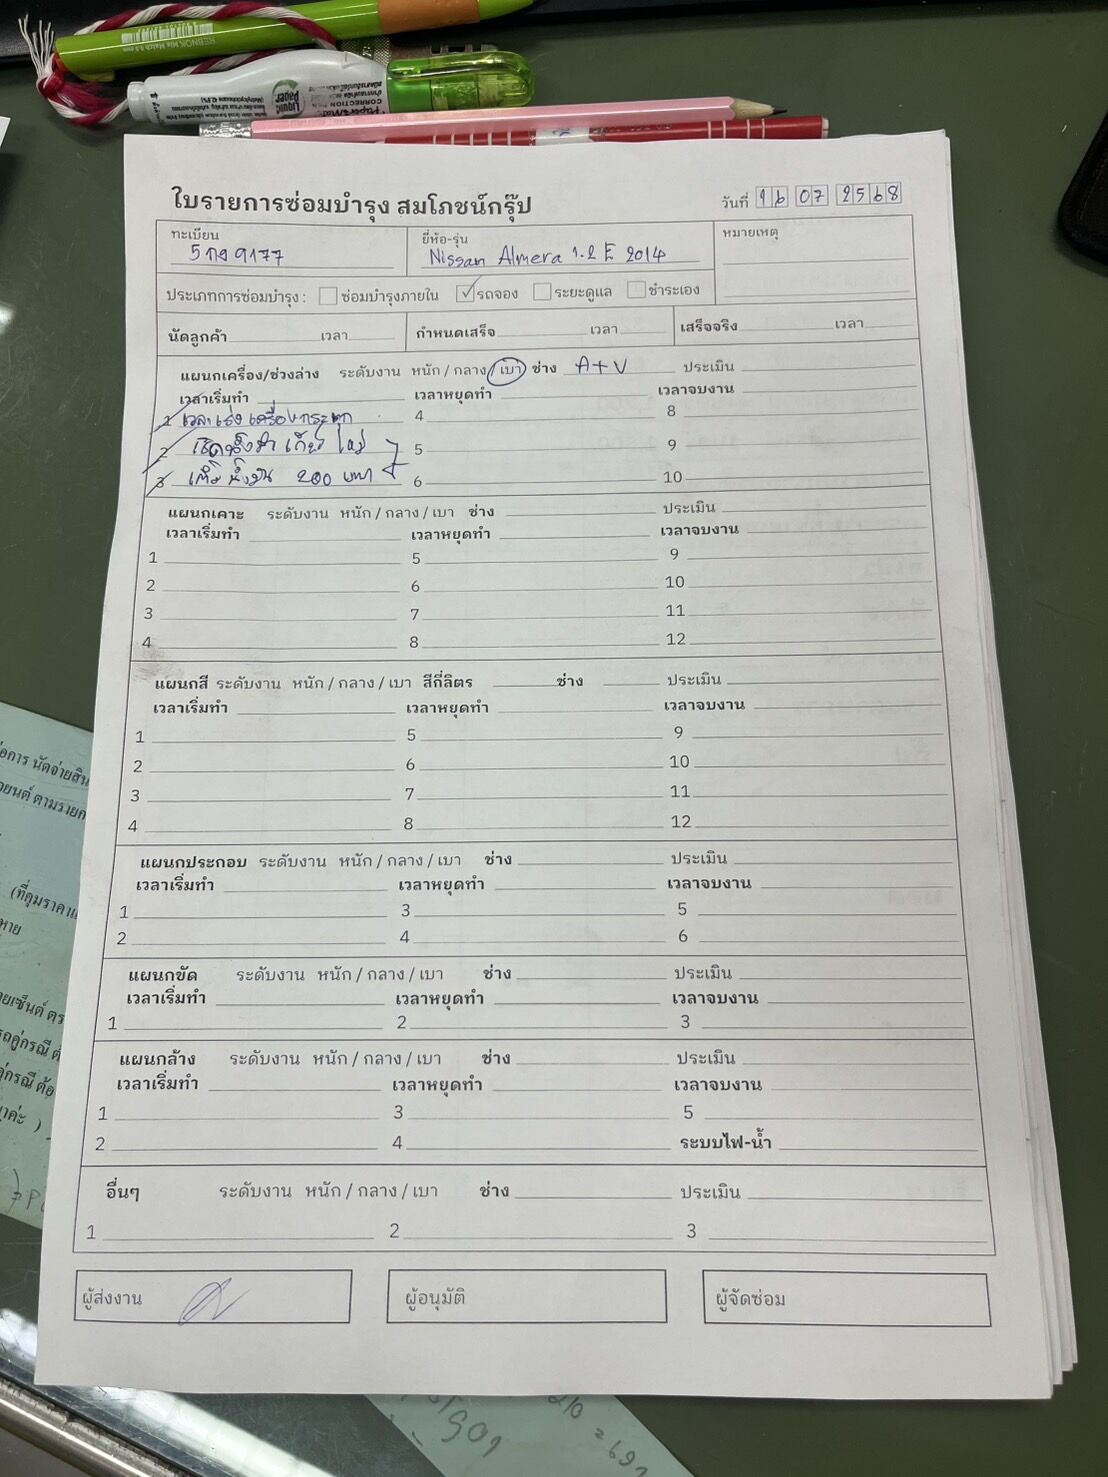 REBNOK Mix Match
Liquid Paper
CORRECTION
ใบรายการซ่อมบำรุง สมโภชน์กรุ๊ป
วันที่ 16 07 2568
ทะเบียน ยี่ห้อ-รุ่น หมายเหตุ
5กง9177 Nissan Almera 1.2 E 2014
ประเภทการซ่อมบำรุง : ซ่อมบำรุงภายใน ✓ รถจอง ระยะดูแล ชำระเอง
นัดลูกค้า เวลา กำหนดเสร็จ เวลา เสร็จจริง เวลา
แผนกเครื่อง/ช่วงล่าง ระดับงาน หนัก / กลาง / เบา ช่าง A+V ประเมิน
เวลาเริ่มทำ เวลาหยุดทำ เวลาจบงาน
1 เวลาเร่งเครื่องกระตุก 4 8
2 เช็ค เกียร์ ใหม่ 5 9
3 เติมน้ำมัน 200 บาท 6 10
แผนกเคาะ ระดับงาน หนัก / กลาง / เบา ช่าง ประเมิน
เวลาเริ่มทำ เวลาหยุดทำ เวลาจบงาน
1 5 9
2 6 10
3 7 11
4 8 12
แผนกสี ระดับงาน หนัก / กลาง / เบา สีกี่ลิตร ช่าง ประเมิน
เวลาเริ่มทำ เวลาหยุดทำ เวลาจบงาน
1 5 9
2 6 10
3 7 11
4 8 12
แผนกประกอบ ระดับงาน หนัก / กลาง / เบา ช่าง ประเมิน
เวลาเริ่มทำ เวลาหยุดทำ เวลาจบงาน
1 3 5
2 4 6
แผนกขัด ระดับงาน หนัก / กลาง / เบา ช่าง ประเมิน
เวลาเริ่มทำ เวลาหยุดทำ เวลาจบงาน
1 2 3
แผนกล้าง ระดับงาน หนัก / กลาง / เบา ช่าง ประเมิน
เวลาเริ่มทำ เวลาหยุดทำ เวลาจบงาน
1 3 5
2 4 ระบบไฟ-น้ำ
อื่นๆ ระดับงาน หนัก / กลาง / เบา ช่าง ประเมิน
1 2 3
ผู้ส่งงาน ผู้อนุมัติ ผู้จัดซ่อม